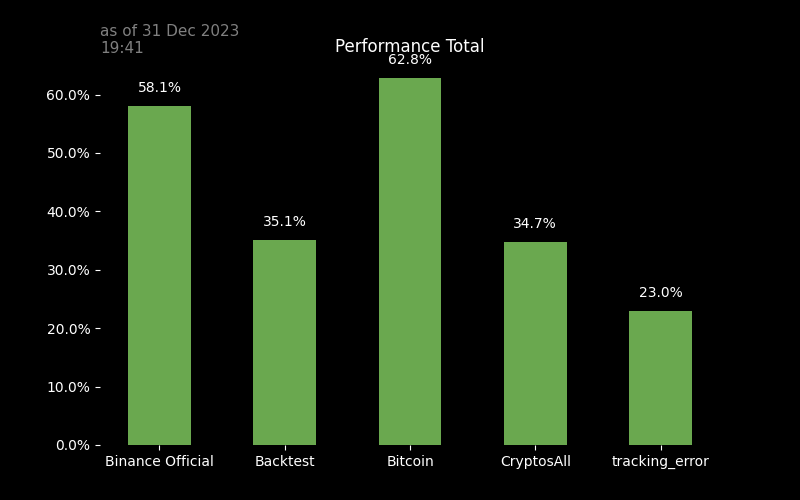 as of 31 Dec 2023
19:41
Performance Total
62.8%
58.1%
60.0%
50.0%
40.0%
35.1%
34.7%
30.0%
23.0%
20.0%
10.0%
0.0%
Binance Official
Backtest
Bitcoin
CryptosAll
tracking_error